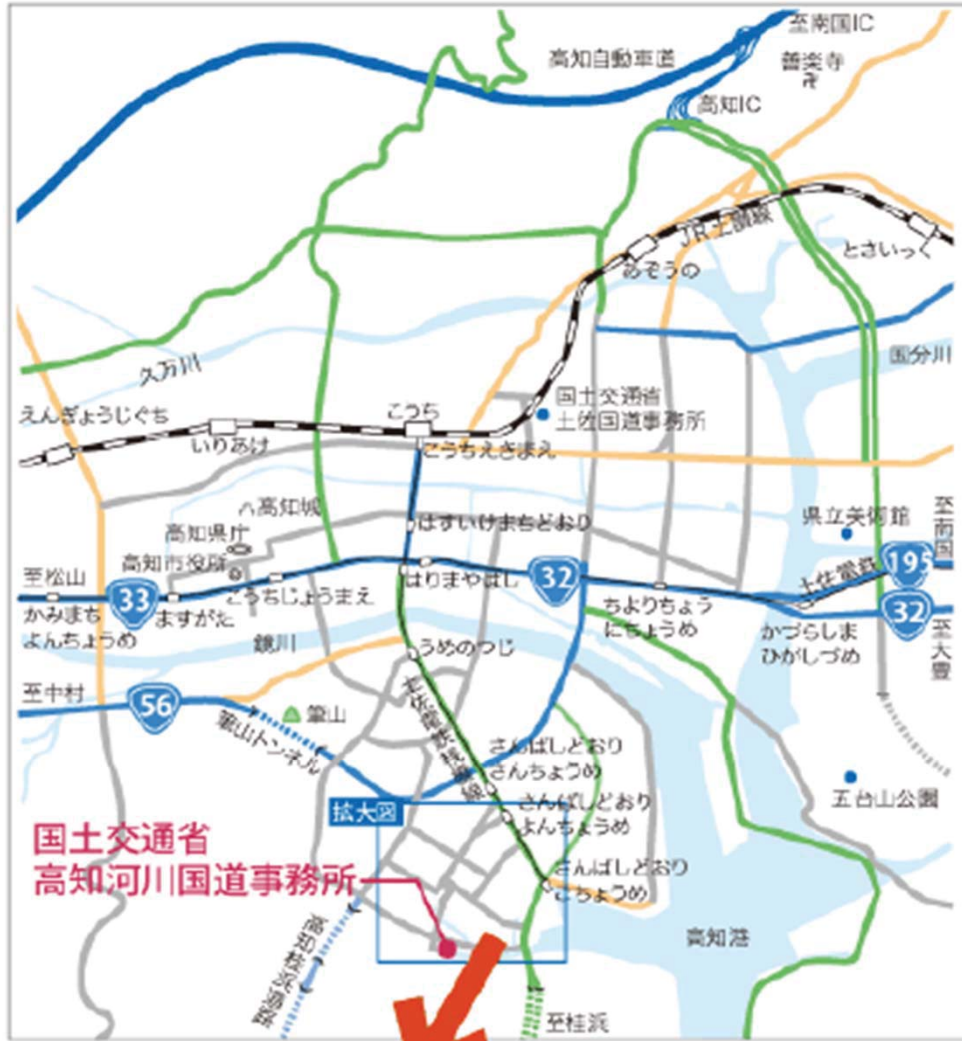 至南国IC
高知自動車道
善楽寺
卍
高知IC
JR土讃線
とさいっく
あぞうの
国分川
久万川
国土交通省
土佐国道事務所
えんぎょうじぐち
こうち
いりあけ
こうちえきまえ
高知城
はすいけまちどおり
県立美術館
至南国
高知県庁
高知市役所
195
至松山
33
ますがた
こうちじょうまえ
はりまやばし
32
土佐電鉄
32
かみまち
よんちょうめ
ちよりちょう
にちょうめ
かづらしま
ひがしづめ
至大豊
鏡川
うめのつじ
至中村
56
筆山
筆山トンネル
さんばしどおり
さんちょうめ
五台山公園
拡大図
さんばしどおり
よんちょうめ
国土交通省
高知河川国道事務所
さんばしどおり
ごちょうめ
高知港
高知桂浜道路
至桂浜